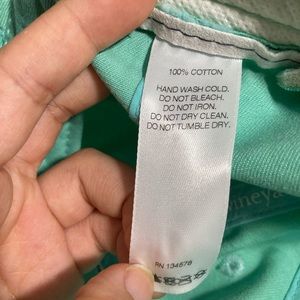 100% COTTON
HAND WASH COLD.
DO NOT BLEACH.
DO NOT IRON.
DO NOT DRY CLEAN.
DO NOT TUMBLE DRY.
RN 134678